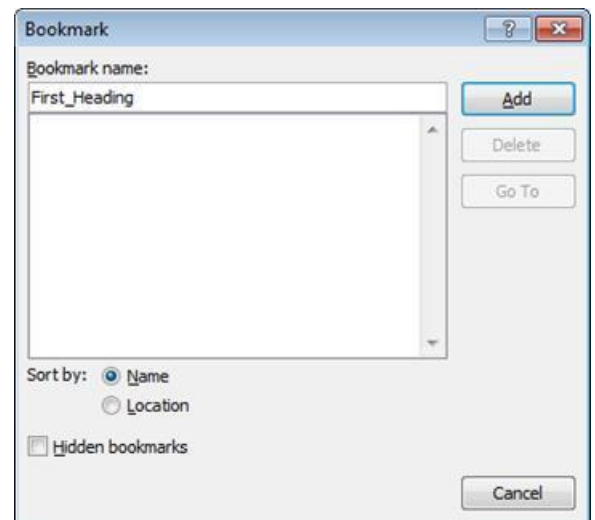 Bookmark
Bookmark name:
First_Heading
Add
Delete
Go To
Sort by: Name
Location
Hidden bookmarks
Cancel